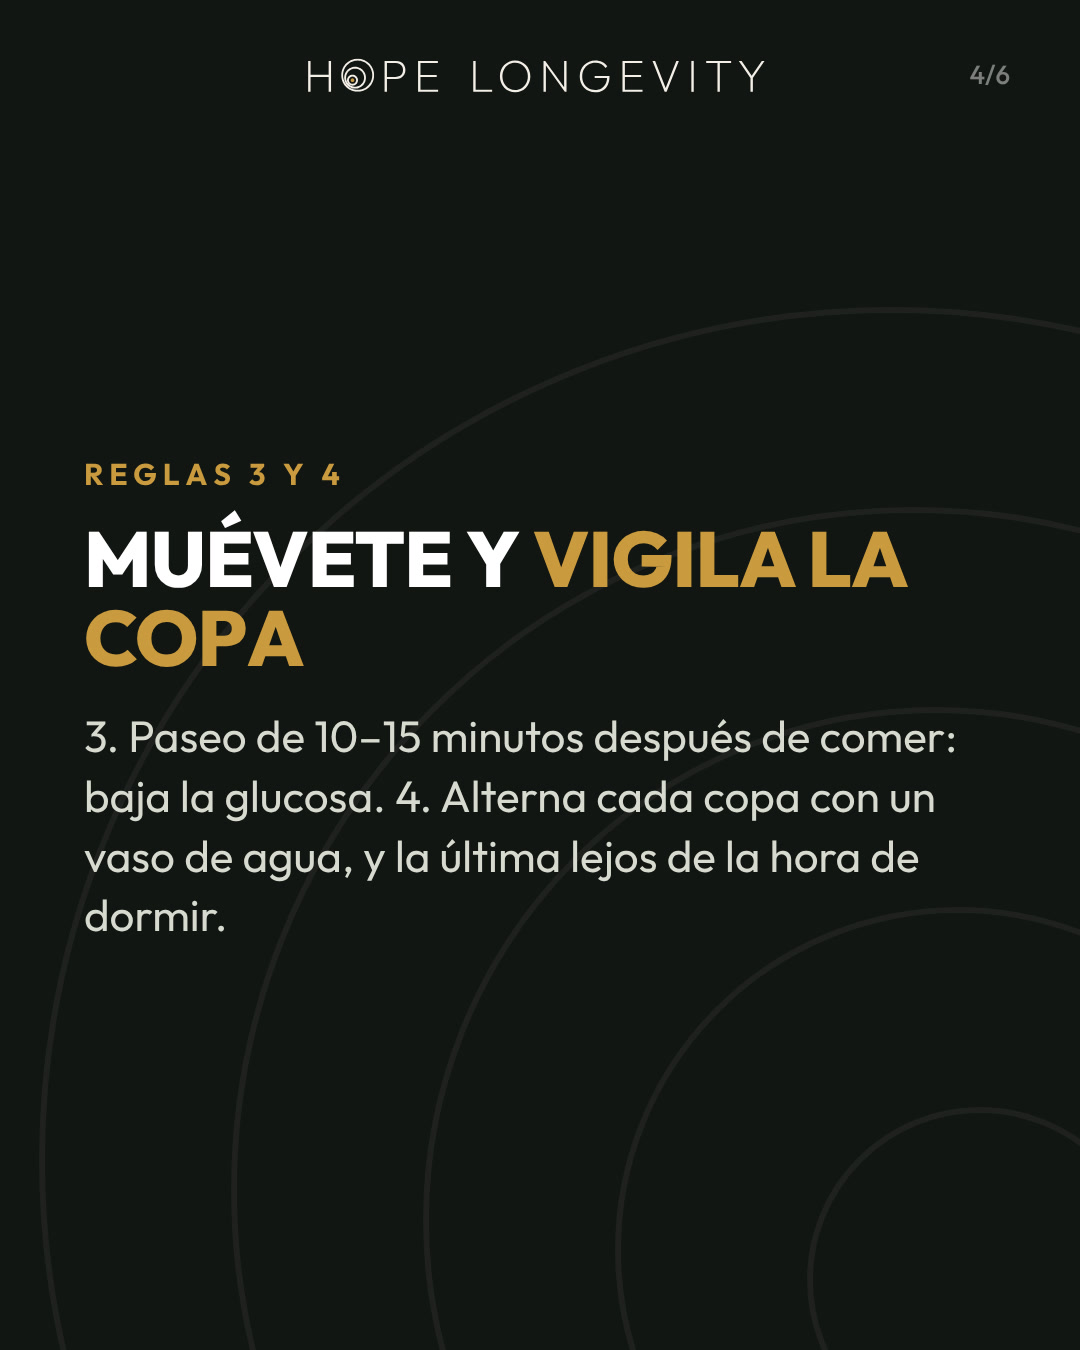 HOPE LONGEVITY
4/6
REGLAS 3 Y 4
MUÉVETE Y VIGILA LA
COPA
3. Paseo de 10–15 minutos después de comer:
baja la glucosa. 4. Alterna cada copa con un
vaso de agua, y la última lejos de la hora de
dormir.